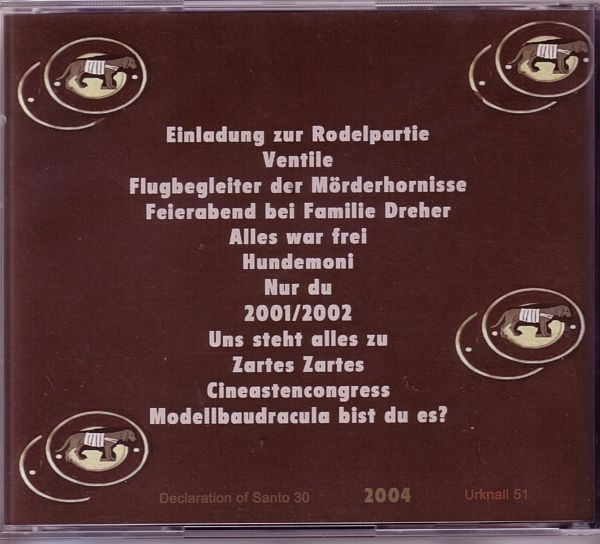 Einladung zur Rodelpartie
Ventile
Flugbegleiter der Mörderhornisse
Feierabend bei Familie Dreher
Alles war frei
Hundemoni
Nur du
2001/2002
Uns steht alles zu
Zartes Zartes
Cineastencongress
Modellbaudracula bist du es?
Declaration of Santo 30 2004 Urknall 51